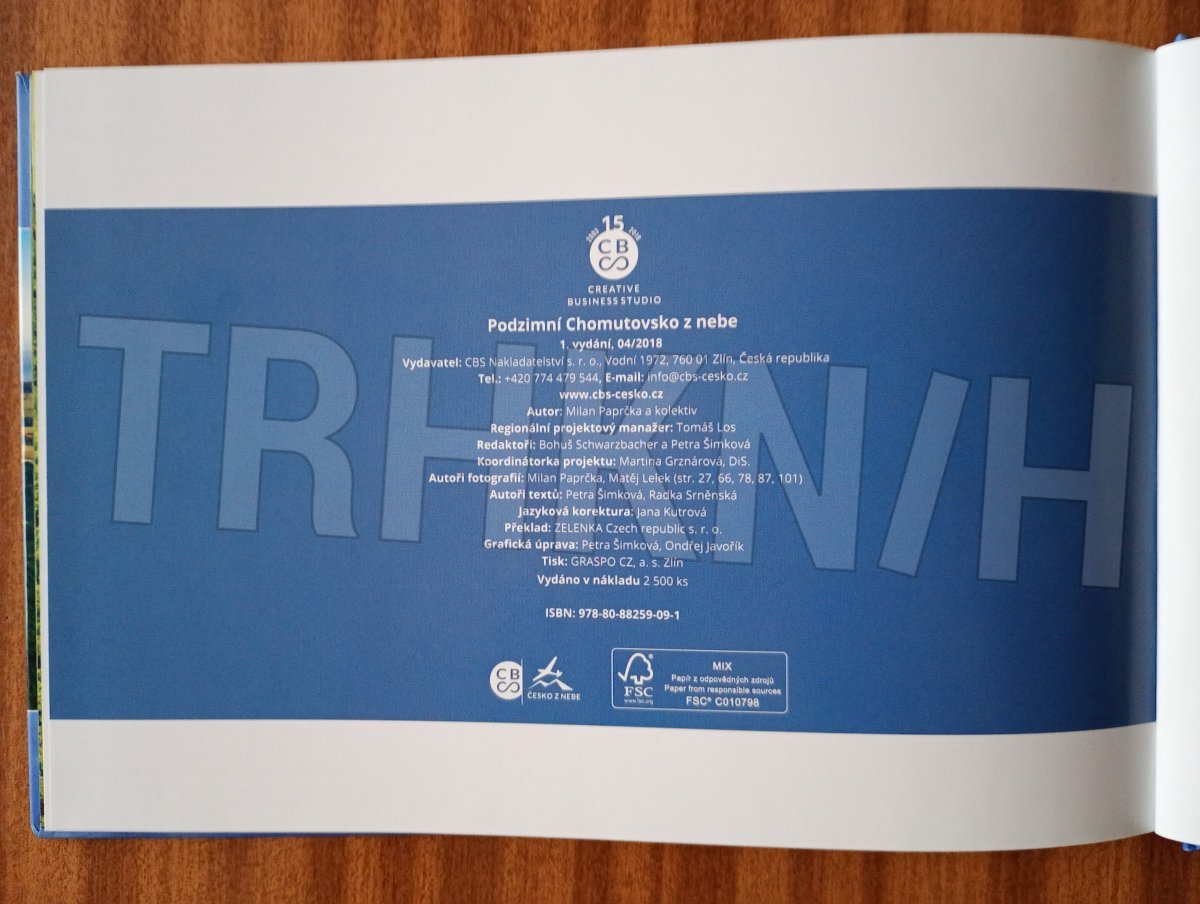 15
2003 2018
CB
CREATIVE
BUSINESS STUDIO
Podzimní Chomutovsko z nebe
1. vydání, 04/2018
Vydavatel: CBS Nakladatelství s. r. o., Vodní 1972, 760 01 Zlín, Česká republika
Tel.: +420 774 479 544, E-mail: info@cbs-cesko.cz
www.cbs-cesko.cz
Autor: Milan Paprčka a kolektiv
Regionální projektový manažer: Tomáš Los
Redaktoři: Bohuš Schwarzbacher a Petra Šimková
Koordinátorka projektu: Martina Grznárová, DiS.
Autoři fotografií: Milan Paprčka, Matěj Lelek (str. 27, 66, 78, 87, 101)
Autoři textů: Petra Šimková, Radka Srněnská
Jazyková korektura: Jana Kutrová
Překlad: ZELENKA Czech republic s. r. o.
Grafická úprava: Petra Šimková, Ondřej Javořík
Tisk: GRASPO CZ, a. s. Zlín
Vydáno v nákladu 2 500 ks
TRHKN/H
ISBN: 978-80-88259-09-1
CB
ČESKO Z NEBE
FSC
www.fsc.org
MIX
Papír z odpovědných zdrojů
Paper from responsible sources
FSC® C010798